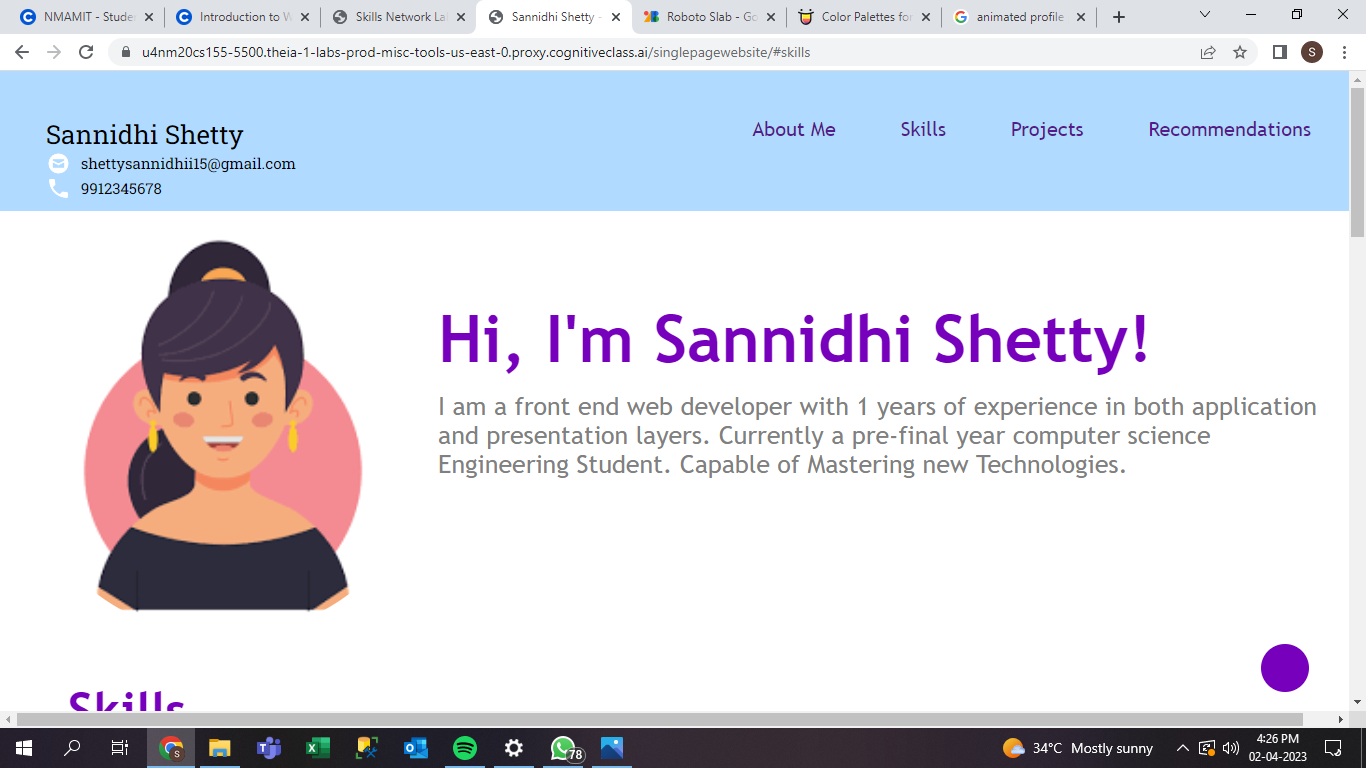 NMAMIT - Stude
Introduction to W
Skills Network La
Sannidhi Shetty -
Roboto Slab - Go
Color Palettes for
animated profile
u4nm20cs155-5500.theia-1-labs-prod-misc-tools-us-east-0.proxy.cognitiveclass.ai/singlepagewebsite/#skills
S
Sannidhi Shetty
shettysannidhii15@gmail.com
9912345678
About Me
Skills
Projects
Recommendations
Hi, I'm Sannidhi Shetty!
I am a front end web developer with 1 years of experience in both application
and presentation layers. Currently a pre-final year computer science
Engineering Student. Capable of Mastering new Technologies.
Skills
78
34°C Mostly sunny
4:26 PM
02-04-2023